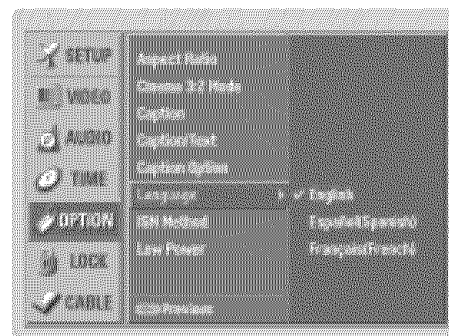 SETUP
VIDEO
AUDIO
TIME
OPTION
LOCK
CABLE
Aspect Ratio
Cinema 3:2 Mode
Caption
Caption/Text
Caption Option
Language
ISM Method
Low Power
Previous
✓ English
Español(Spanish)
Français(French)